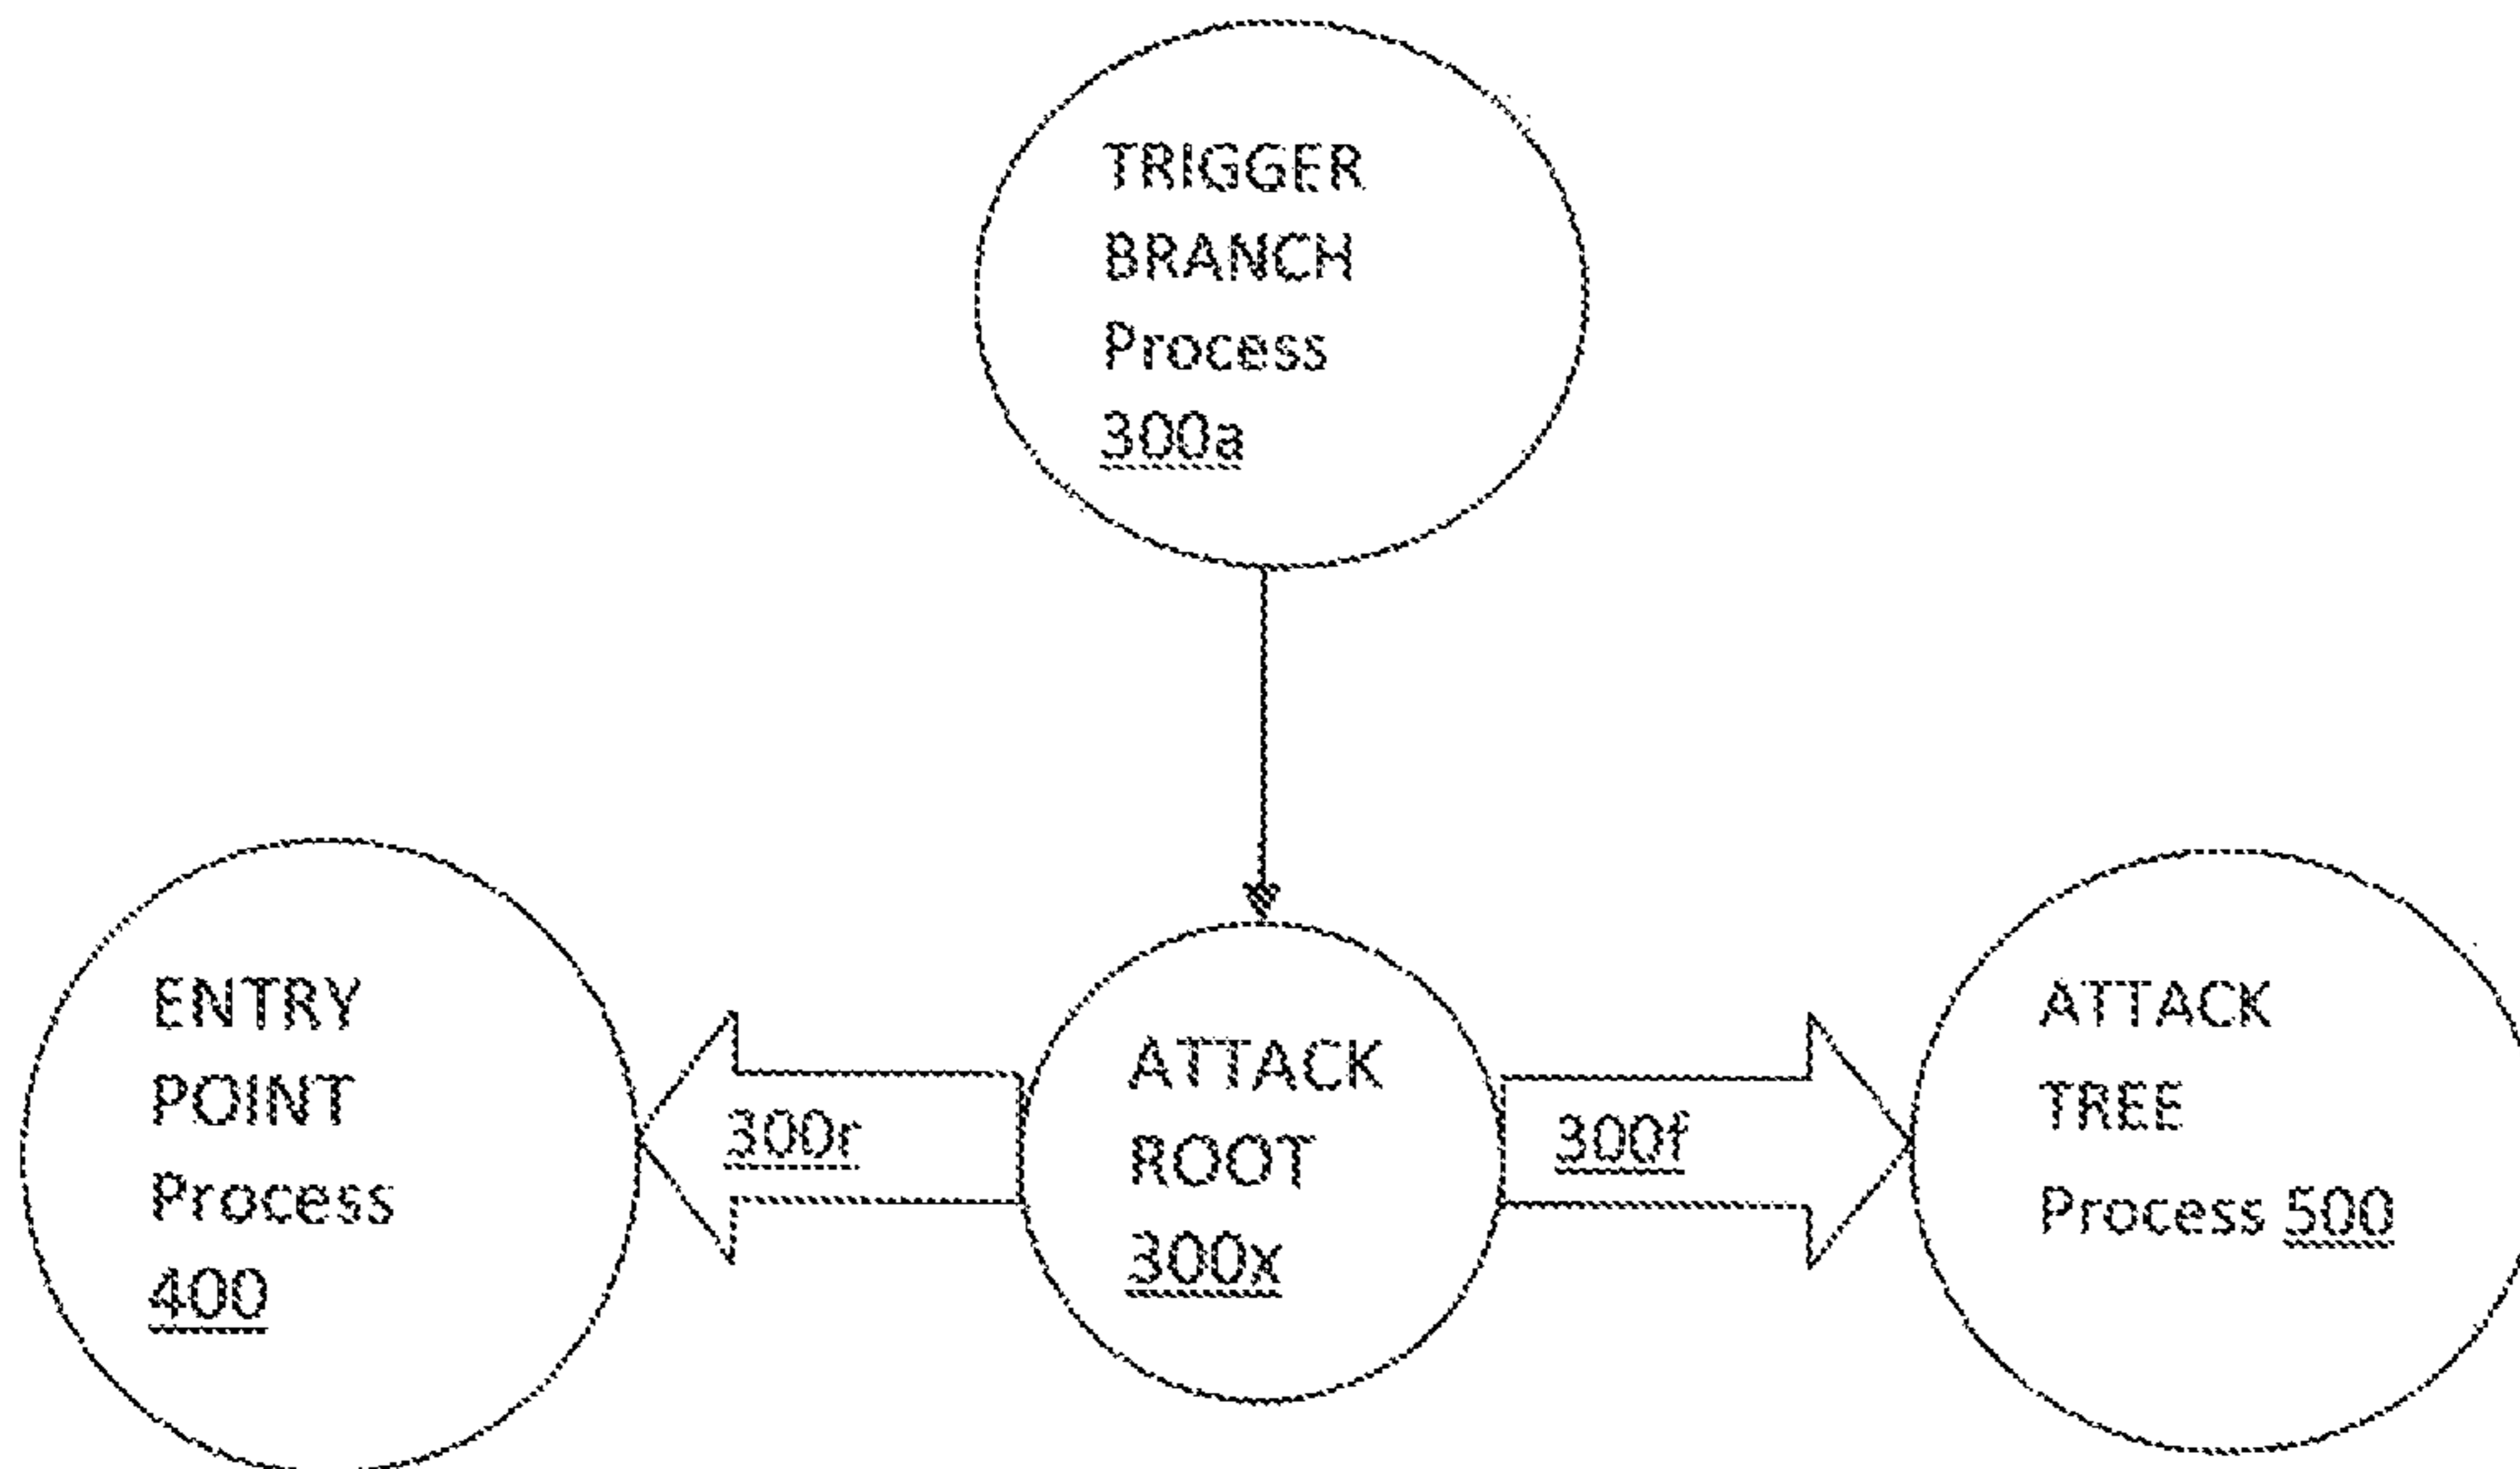 TRIGGER
BRANCH
Process
300a
ENTRY
POINT
Process
400
300r
ATTACK
ROOT
300x
300f
ATTACK
TREE
Process 500